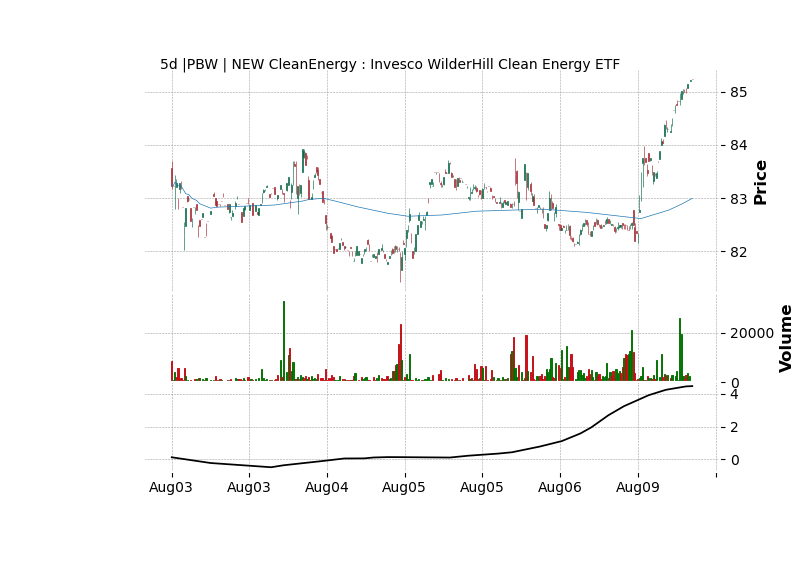 5d |PBW | NEW CleanEnergy : Invesco WilderHill Clean Energy ETF
85
84
83
82
Price
20000
0
Volume
4
2
0
Aug03 Aug03 Aug04 Aug05 Aug05 Aug06 Aug09